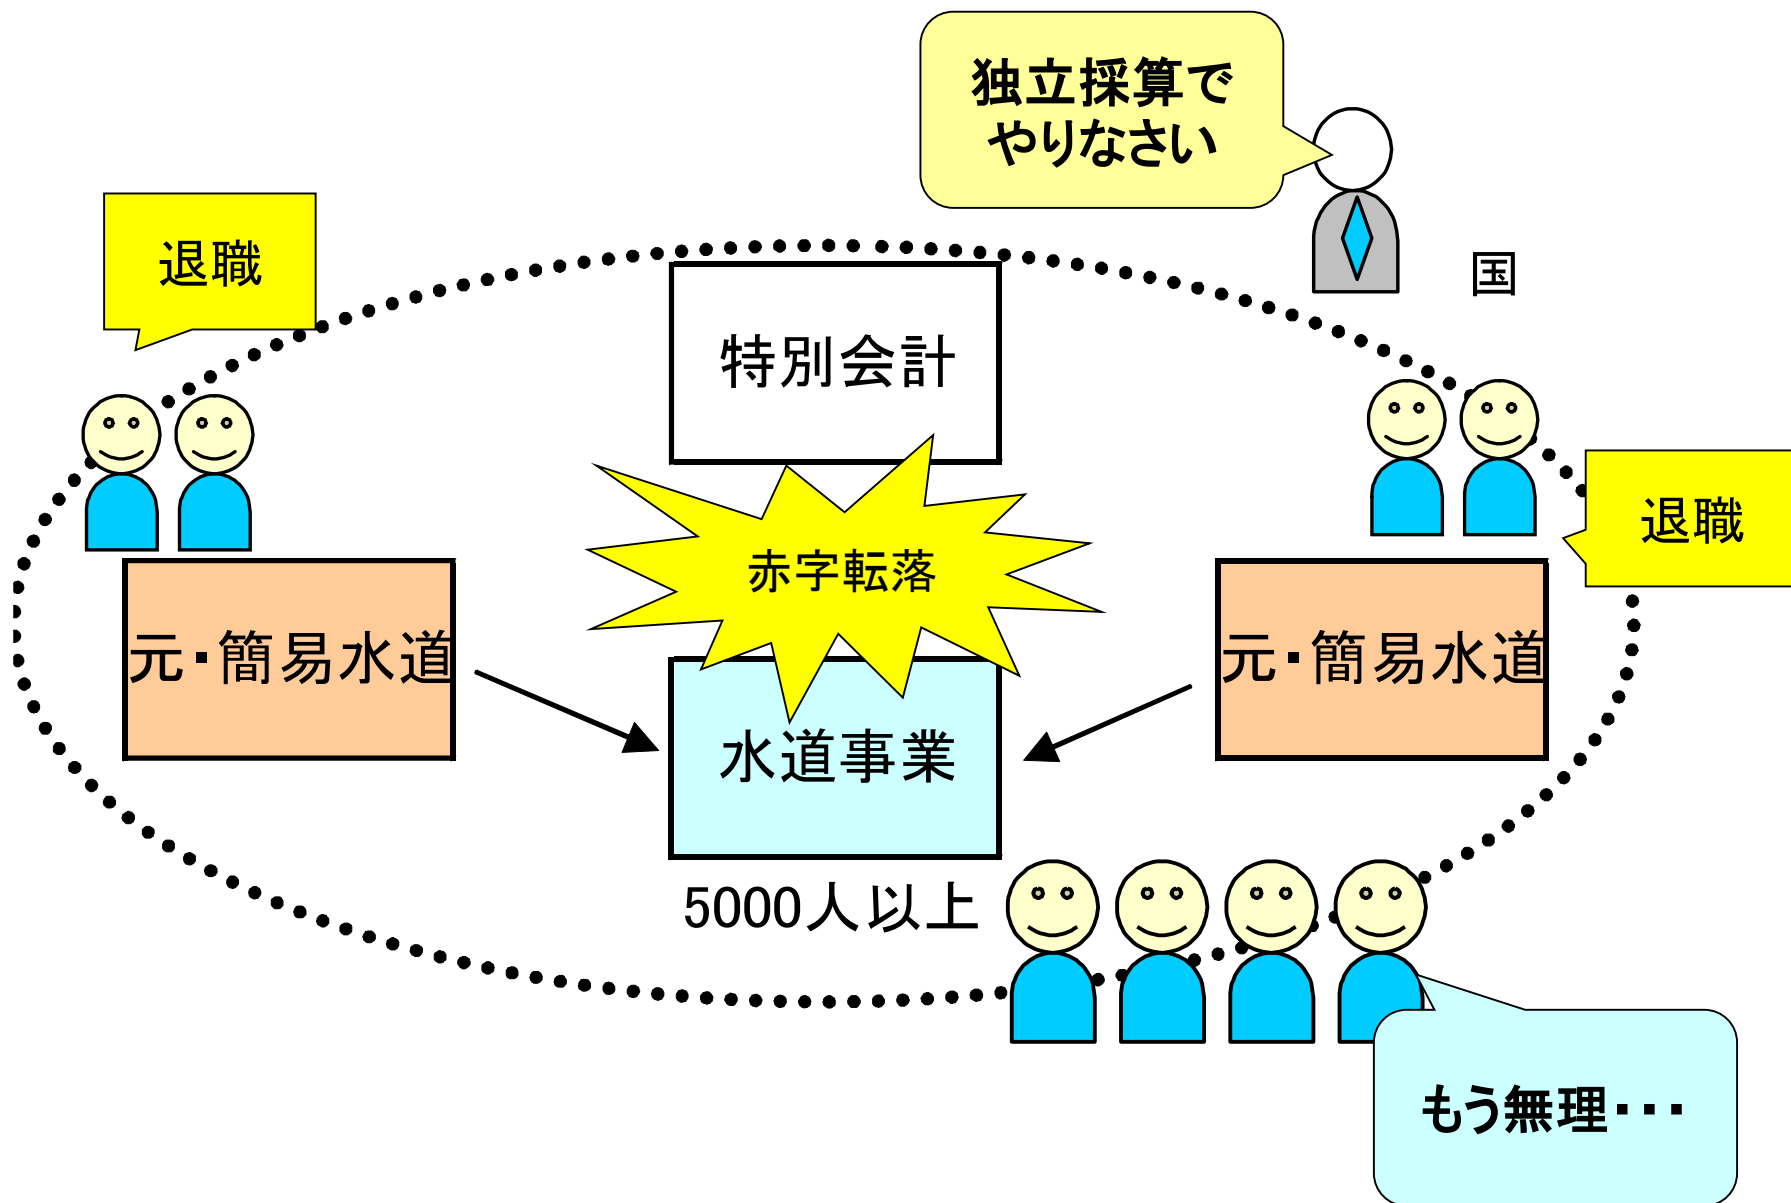 独立採算で
やりなさい
退職
国
特別会計
退職
赤字転落
元・簡易水道
元・簡易水道
水道事業
5000人以上
もう無理・・・